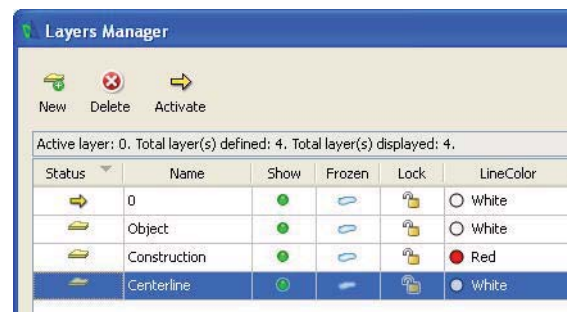 Layers Manager
New Delete Activate
Active layer: 0. Total layer(s) defined: 4. Total layer(s) displayed: 4.
Status Name Show Frozen Lock LineColor
0 White
Object White
Construction Red
Centerline White